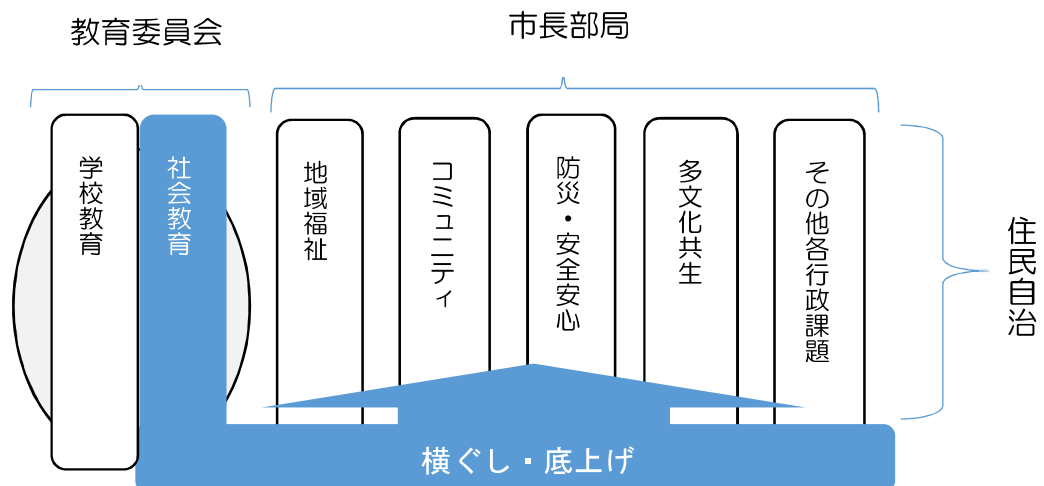 教育委員会
市長部局
学校教育
社会教育
地域福祉
コミュニティ
防災・安全安心
多文化共生
その他各行政課題
住民自治
横ぐし・底上げ